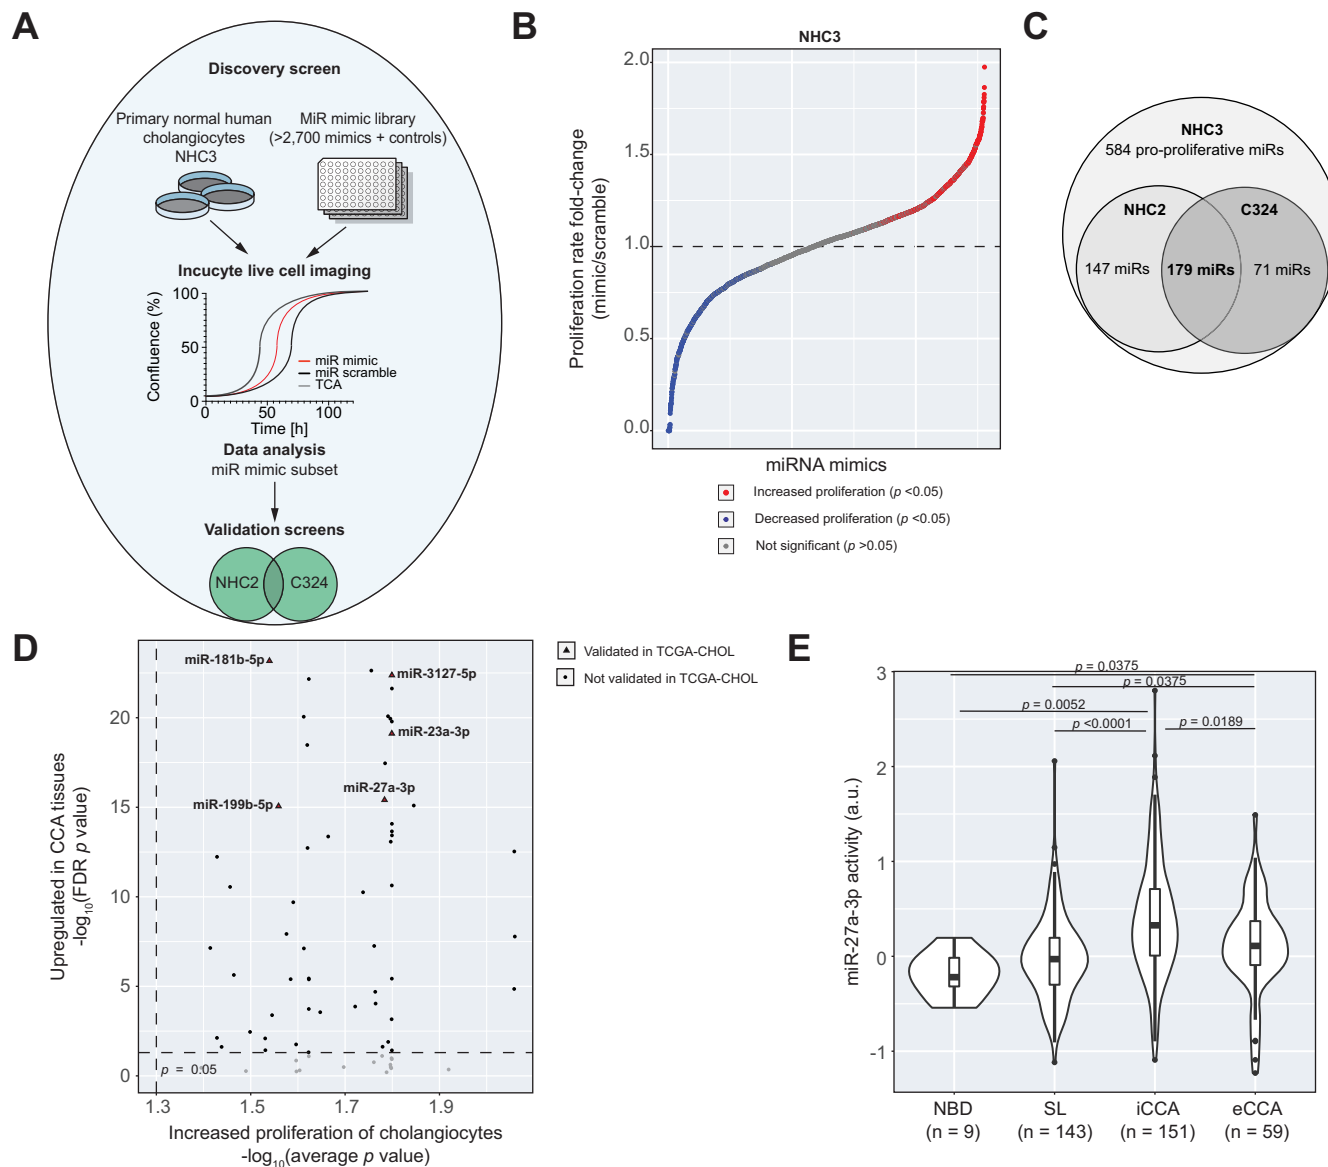 A
Discovery screen
Primary normal human
cholangiocytes
NHC3
MiR mimic library
(>2,700 mimics + controls)
Incucyte live cell imaging
Confluence (%)
100
50
0
miR mimic
miR scramble
TCA
0
50
100
Time [h]
Data analysis
miR mimic subset
Validation screens
NHC2
C324
B
NHC3
Proliferation rate fold-change
(mimic/scramble)
2.0
1.5
1.0
0.5
0.0
miRNA mimics
Increased proliferation (p <0.05)
Decreased proliferation (p <0.05)
Not significant (p >0.05)
C
NHC3
584 pro-proliferative miRs
NHC2
C324
147 miRs
179 miRs
71 miRs
D
Upregulated in CCA tissues
-log10(FDR p value)
20
15
10
5
0
miR-181b-5p
miR-3127-5p
miR-23a-3p
miR-27a-3p
miR-199b-5p
p = 0.05
1.3
1.5
1.7
1.9
Increased proliferation of cholangiocytes
-log10(average p value)
Validated in TCGA-CHOL
Not validated in TCGA-CHOL
E
miR-27a-3p activity (a.u.)
3
2
1
0
-1
p = 0.0375
p = 0.0375
p = 0.0052
p <0.0001
p = 0.0189
NBD
(n = 9)
SL
(n = 143)
iCCA
(n = 151)
eCCA
(n = 59)